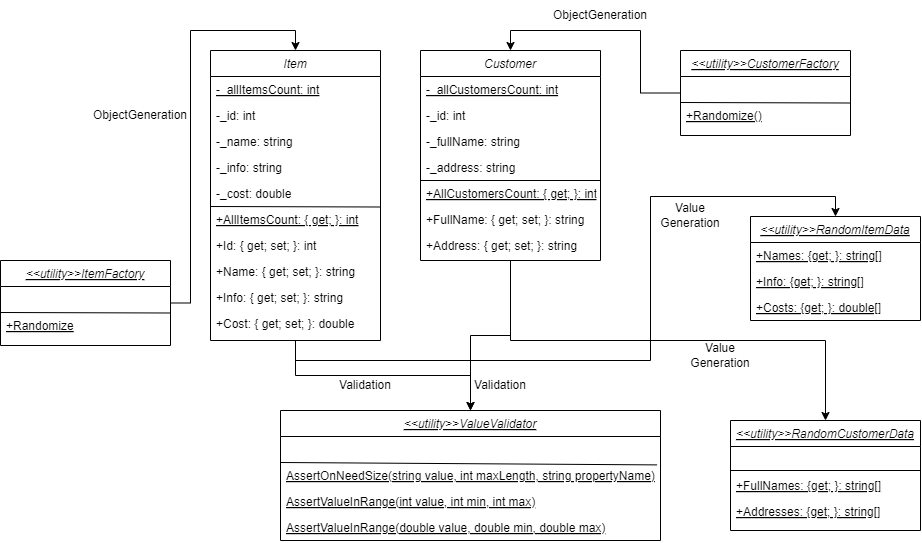 ObjectGeneration
Item
- _allItemsCount: int
-_id: int
-_name: string
-_info: string
-_cost: double
+AllItemsCount: { get; }: int
+Id: { get; set; }: int
+Name: { get; set; }: string
+Info: { get; set; }: string
+Cost: { get; set; }: double
Customer
- _allCustomersCount: int
-_id: int
-_fullName: string
-_address: string
+AllCustomersCount: { get; }: int
+FullName: { get; set; }: string
+Address: { get; set; }: string
<<utility>>CustomerFactory
+Randomize()
ObjectGeneration
<<utility>>ItemFactory
+Randomize
Value
Generation
<<utility>>RandomItemData
+Names: {get; }: string[]
+Info: {get; }: string[]
+Costs: {get; }: double[]
Value
Generation
Validation
Validation
<<utility>>ValueValidator
AssertOnNeedSize(string value, int maxLength, string propertyName)
AssertValueInRange(int value, int min, int max)
AssertValueInRange(double value, double min, double max)
<<utility>>RandomCustomerData
+FullNames: {get; }: string[]
+Addresses: {get; }: string[]